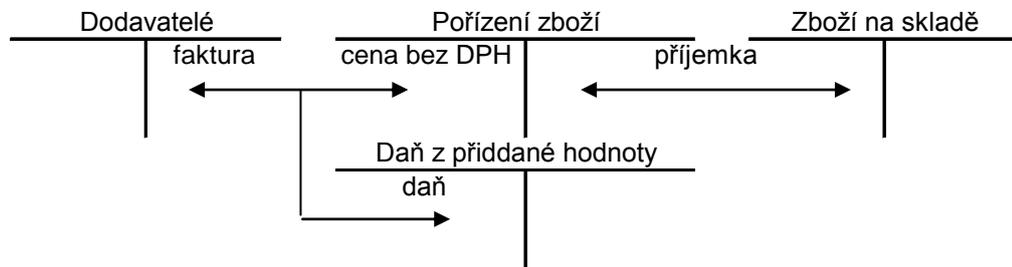 Dodavatelé Pořízení zboží Zboží na skladě
faktura cena bez DPH příjemka
Daň z přiddané hodnoty
daň